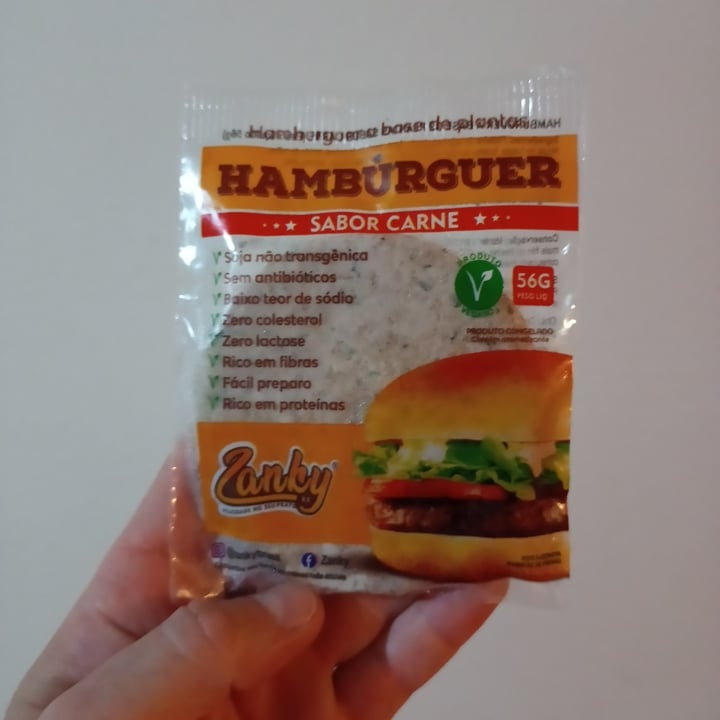 Hambúrguer a base de plantas
HAMBÚRGUER
SABOR CARNE
Soja não transgênica
Sem antibióticos
Baixo teor de sódio
Zero colesterol
Zero lactose
Rico em fibras
Fácil preparo
Rico em proteínas
PRODUTO
56G
PESO LIQ
PRODUTO CONGELADO
Zanky
Zanky